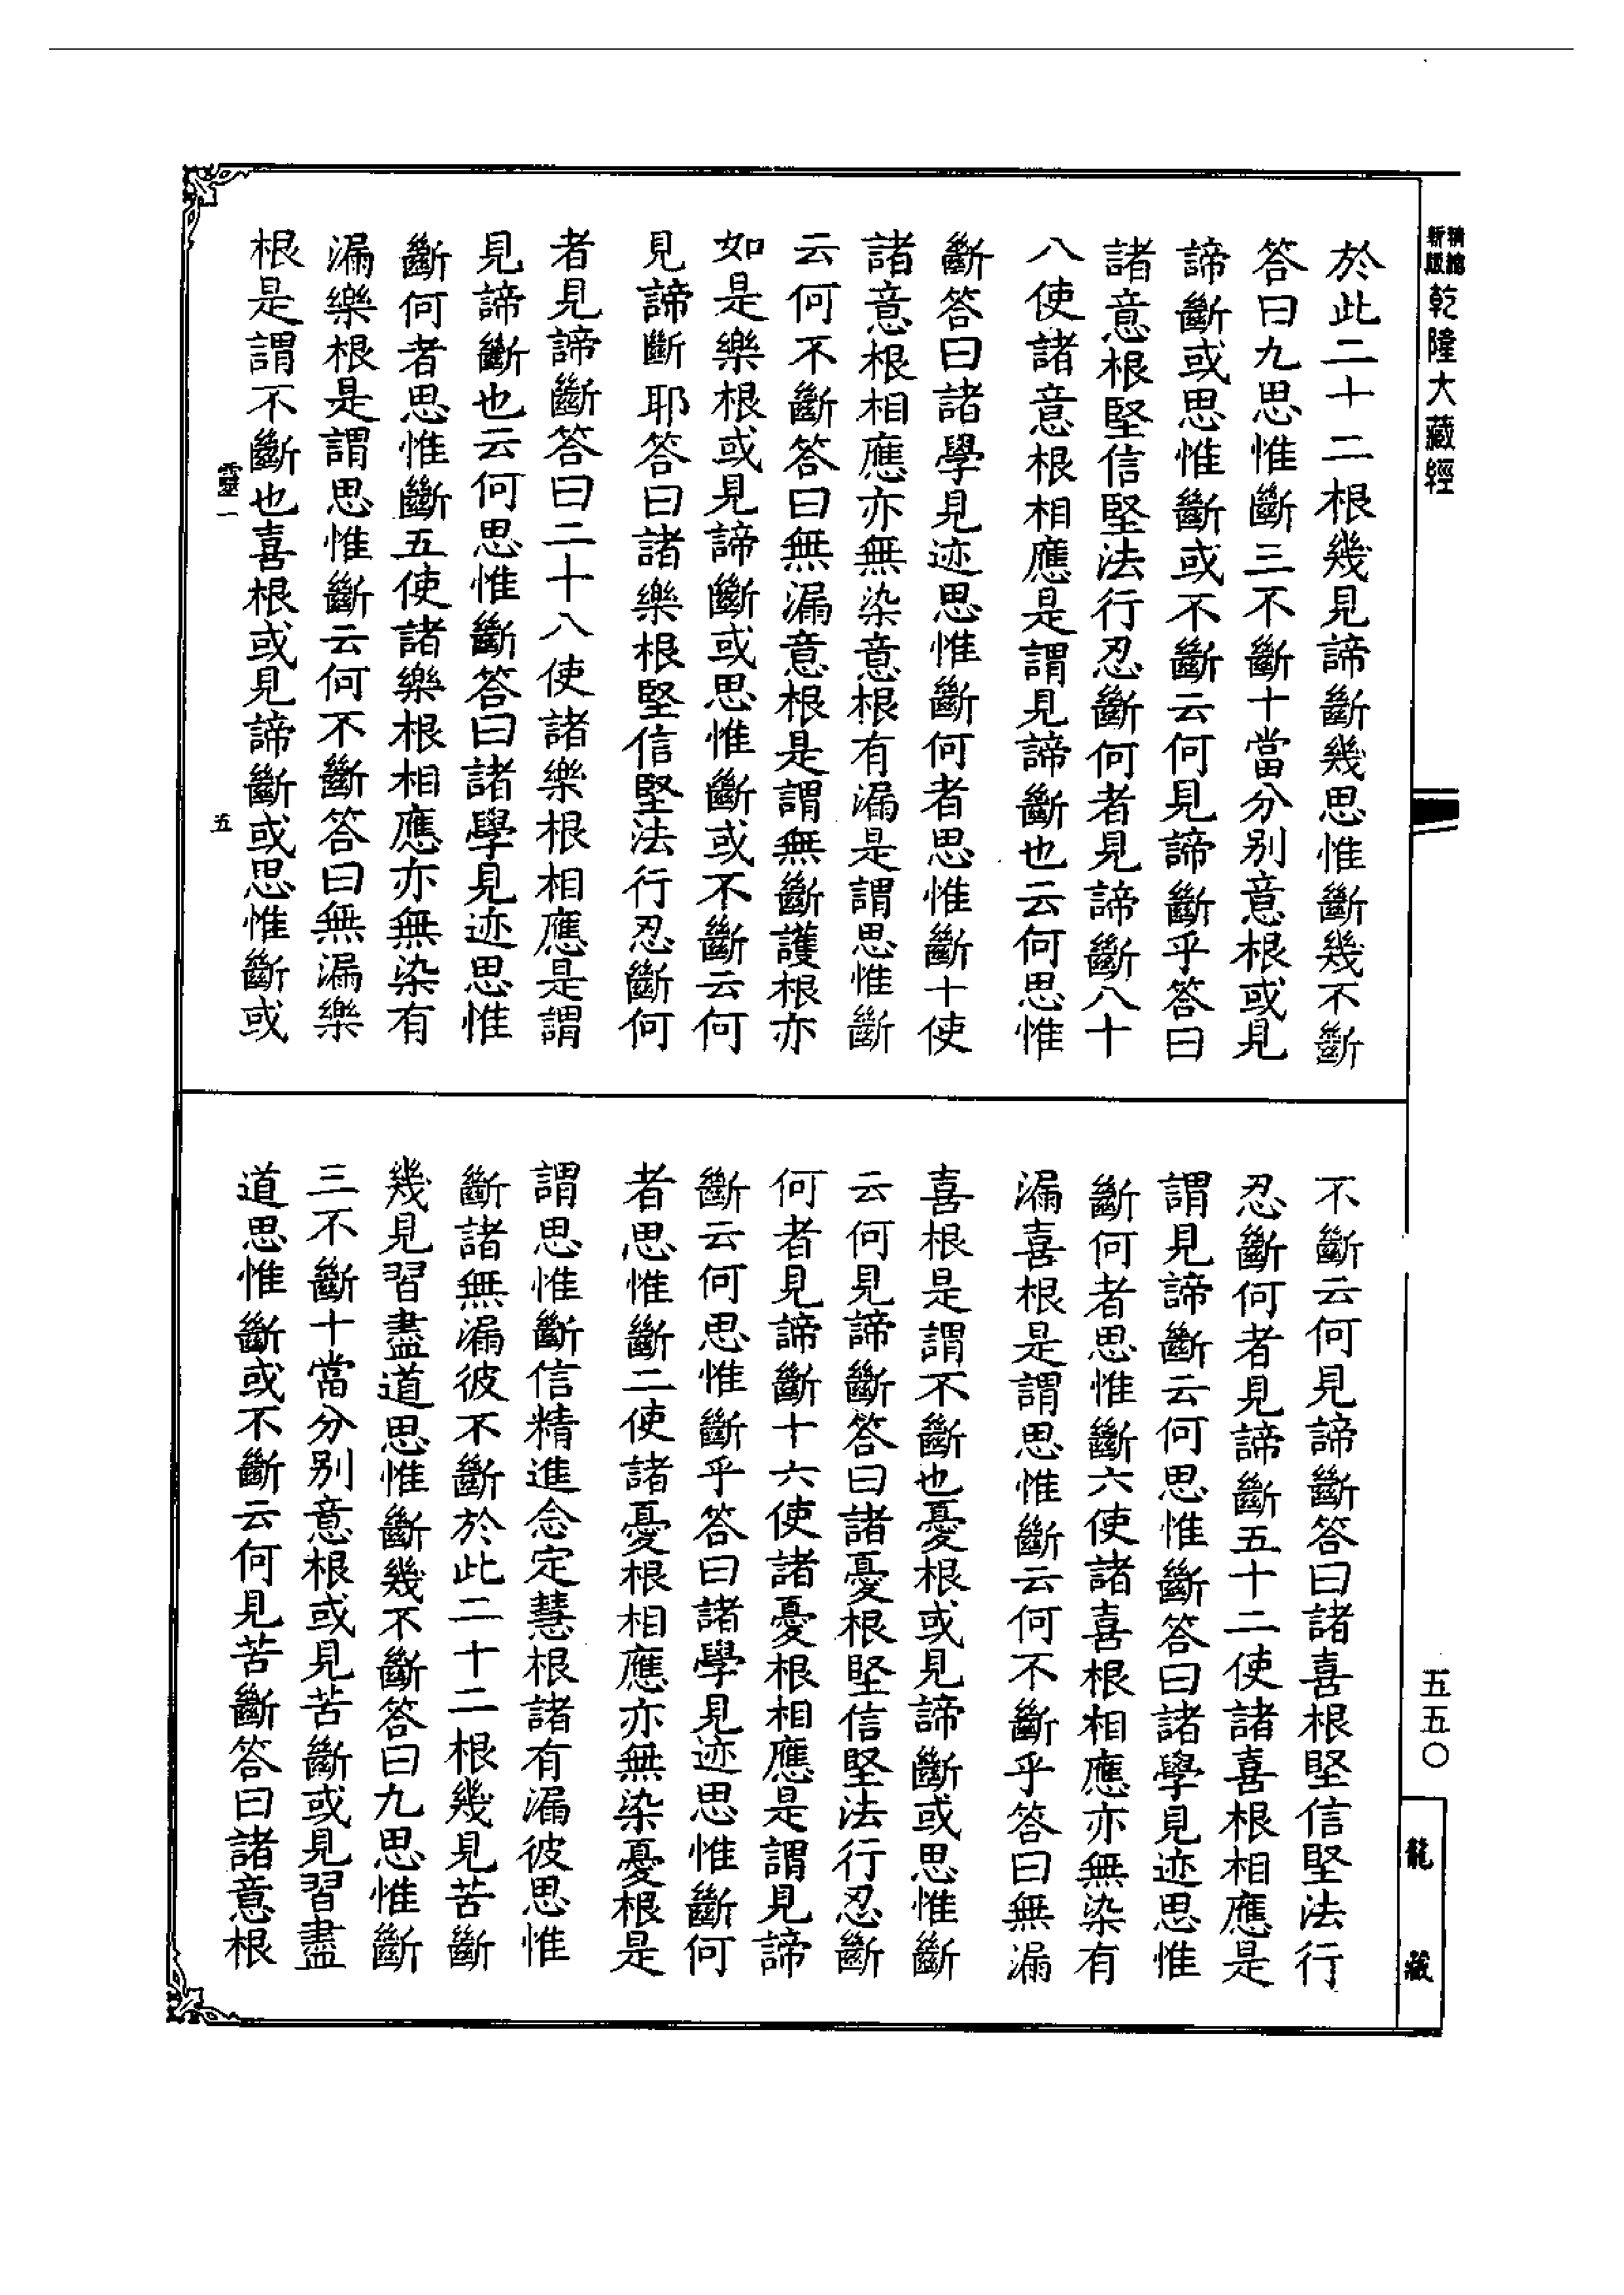 新版
精繪
乾隆大藏經
於此二十二根幾見諦斷幾思惟斷幾不斷
答曰九思惟斷三不斷十當分別意根或見
諦斷或思惟斷或不斷云何見諦斷乎答曰
諸意根堅信堅法行忍斷何者見諦斷八十
八使諸意根相應是謂見諦斷也云何思惟
斷答曰諸學見迹思惟斷何者思惟斷十使
諸意根相應亦無染意根有漏是謂思惟斷
云何不斷答曰無漏意根是謂無斷護根亦
如是樂根或見諦斷或思惟斷或不斷云何
見諦斷耶答曰諸樂根堅信堅法行忍斷何
者見諦斷答曰二十八使諸樂根相應是謂
見諦斷也云何思惟斷答曰諸學見迹思惟
斷何者思惟斷五使諸樂根相應亦無染有
漏樂根是謂思惟斷云何不斷答曰無漏樂
根是謂不斷也喜根或見諦斷或思惟斷或
靈一
五
不斷云何見諦斷答曰諸喜根堅信堅法行
忍斷何者見諦斷五十二使諸喜根相應是
謂見諦斷云何思惟斷答曰諸學見迹思惟
斷何者思惟斷六使諸喜根相應亦無染有
漏喜根是謂思惟斷云何不斷乎答曰無漏
喜根是謂不斷也憂根或見諦斷或思惟斷
云何見諦斷答曰諸憂根堅信堅法行忍斷
何者見諦斷十六使諸憂根相應是謂見諦
斷云何思惟斷乎答曰諸學見迹思惟斷何
者思惟斷二使諸憂根相應亦無染憂根是
謂思惟斷信精進念定慧根諸有漏彼思惟
斷諸無漏彼不斷於此二十二根幾見苦斷
幾見習盡道思惟斷幾不斷答曰九思惟斷
三不斷十當分別意根或見苦斷或見習盡
道思惟斷或不斷云何見苦斷答曰諸意根
五五〇
龍藏